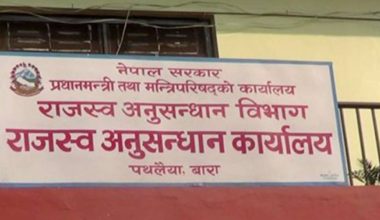 नेपाल सरकार
प्रधानमन्त्री तथा मन्त्रिपरिषद्को कार्यालय
राजस्व अनुसन्धान विभाग
राजस्व अनुसन्धान कार्यालय
पथलैया, बारा